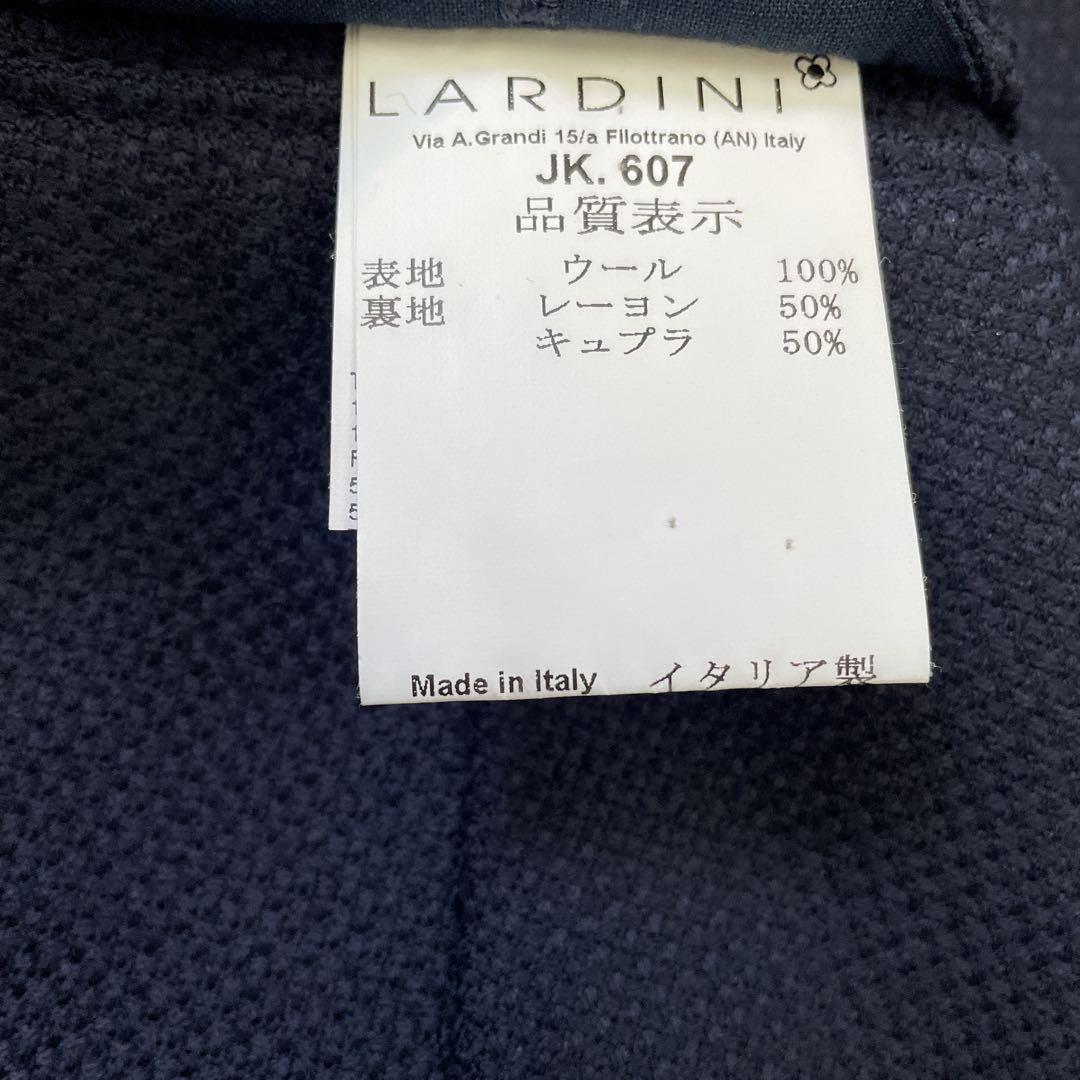 LARDINI
Via A.Grandi 15/a Filottrano (AN) Italy
JK. 607
品質表示
表地 ウール 100%
裏地 レーヨン 50%
キュプラ 50%
Made in Italy イタリア製